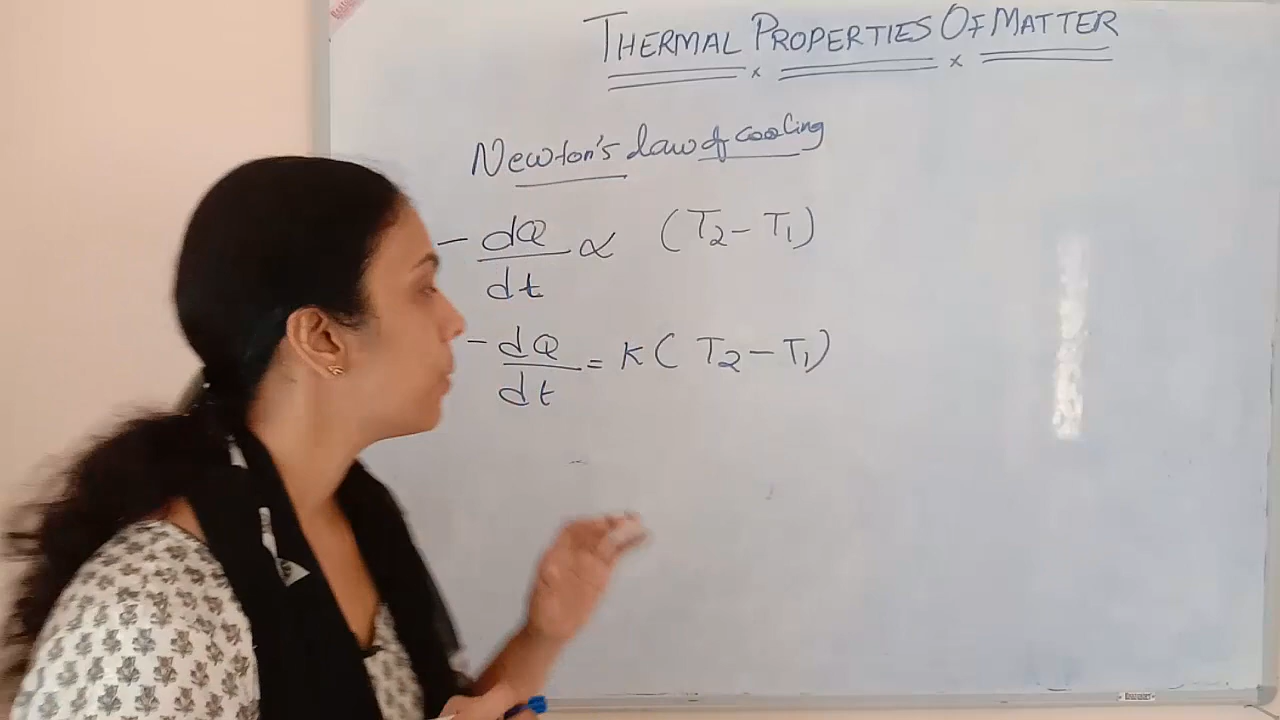 THERMAL PROPERTIES OF MATTER
Newton's law of cooling
- dQ/dt ∝ (T₂ - T₁)
- dQ/dt = K(T₂ - T₁)